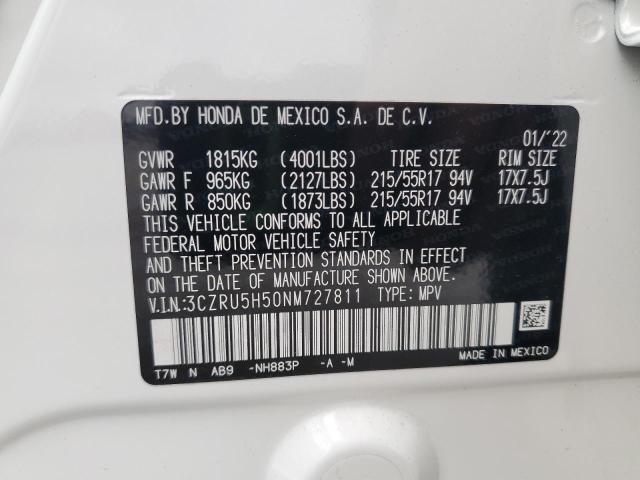 MFD.BY HONDA DE MEXICO S.A. DE C.V.
01/'22
GVWR 1815KG (4001LBS) TIRE SIZE RIM SIZE
GAWR F 965KG (2127LBS) 215/55R17 94V 17X7.5J
GAWR R 850KG (1873LBS) 215/55R17 94V 17X7.5J
THIS VEHICLE CONFORMS TO ALL APPLICABLE
FEDERAL MOTOR VEHICLE SAFETY
AND THEFT PREVENTION STANDARDS IN EFFECT
ON THE DATE OF MANUFACTURE SHOWN ABOVE.
V.I.N.:3CZRU5H50NM727811 TYPE: MPV
MADE IN MEXICO
T7W N AB9 -NH883P -A -M